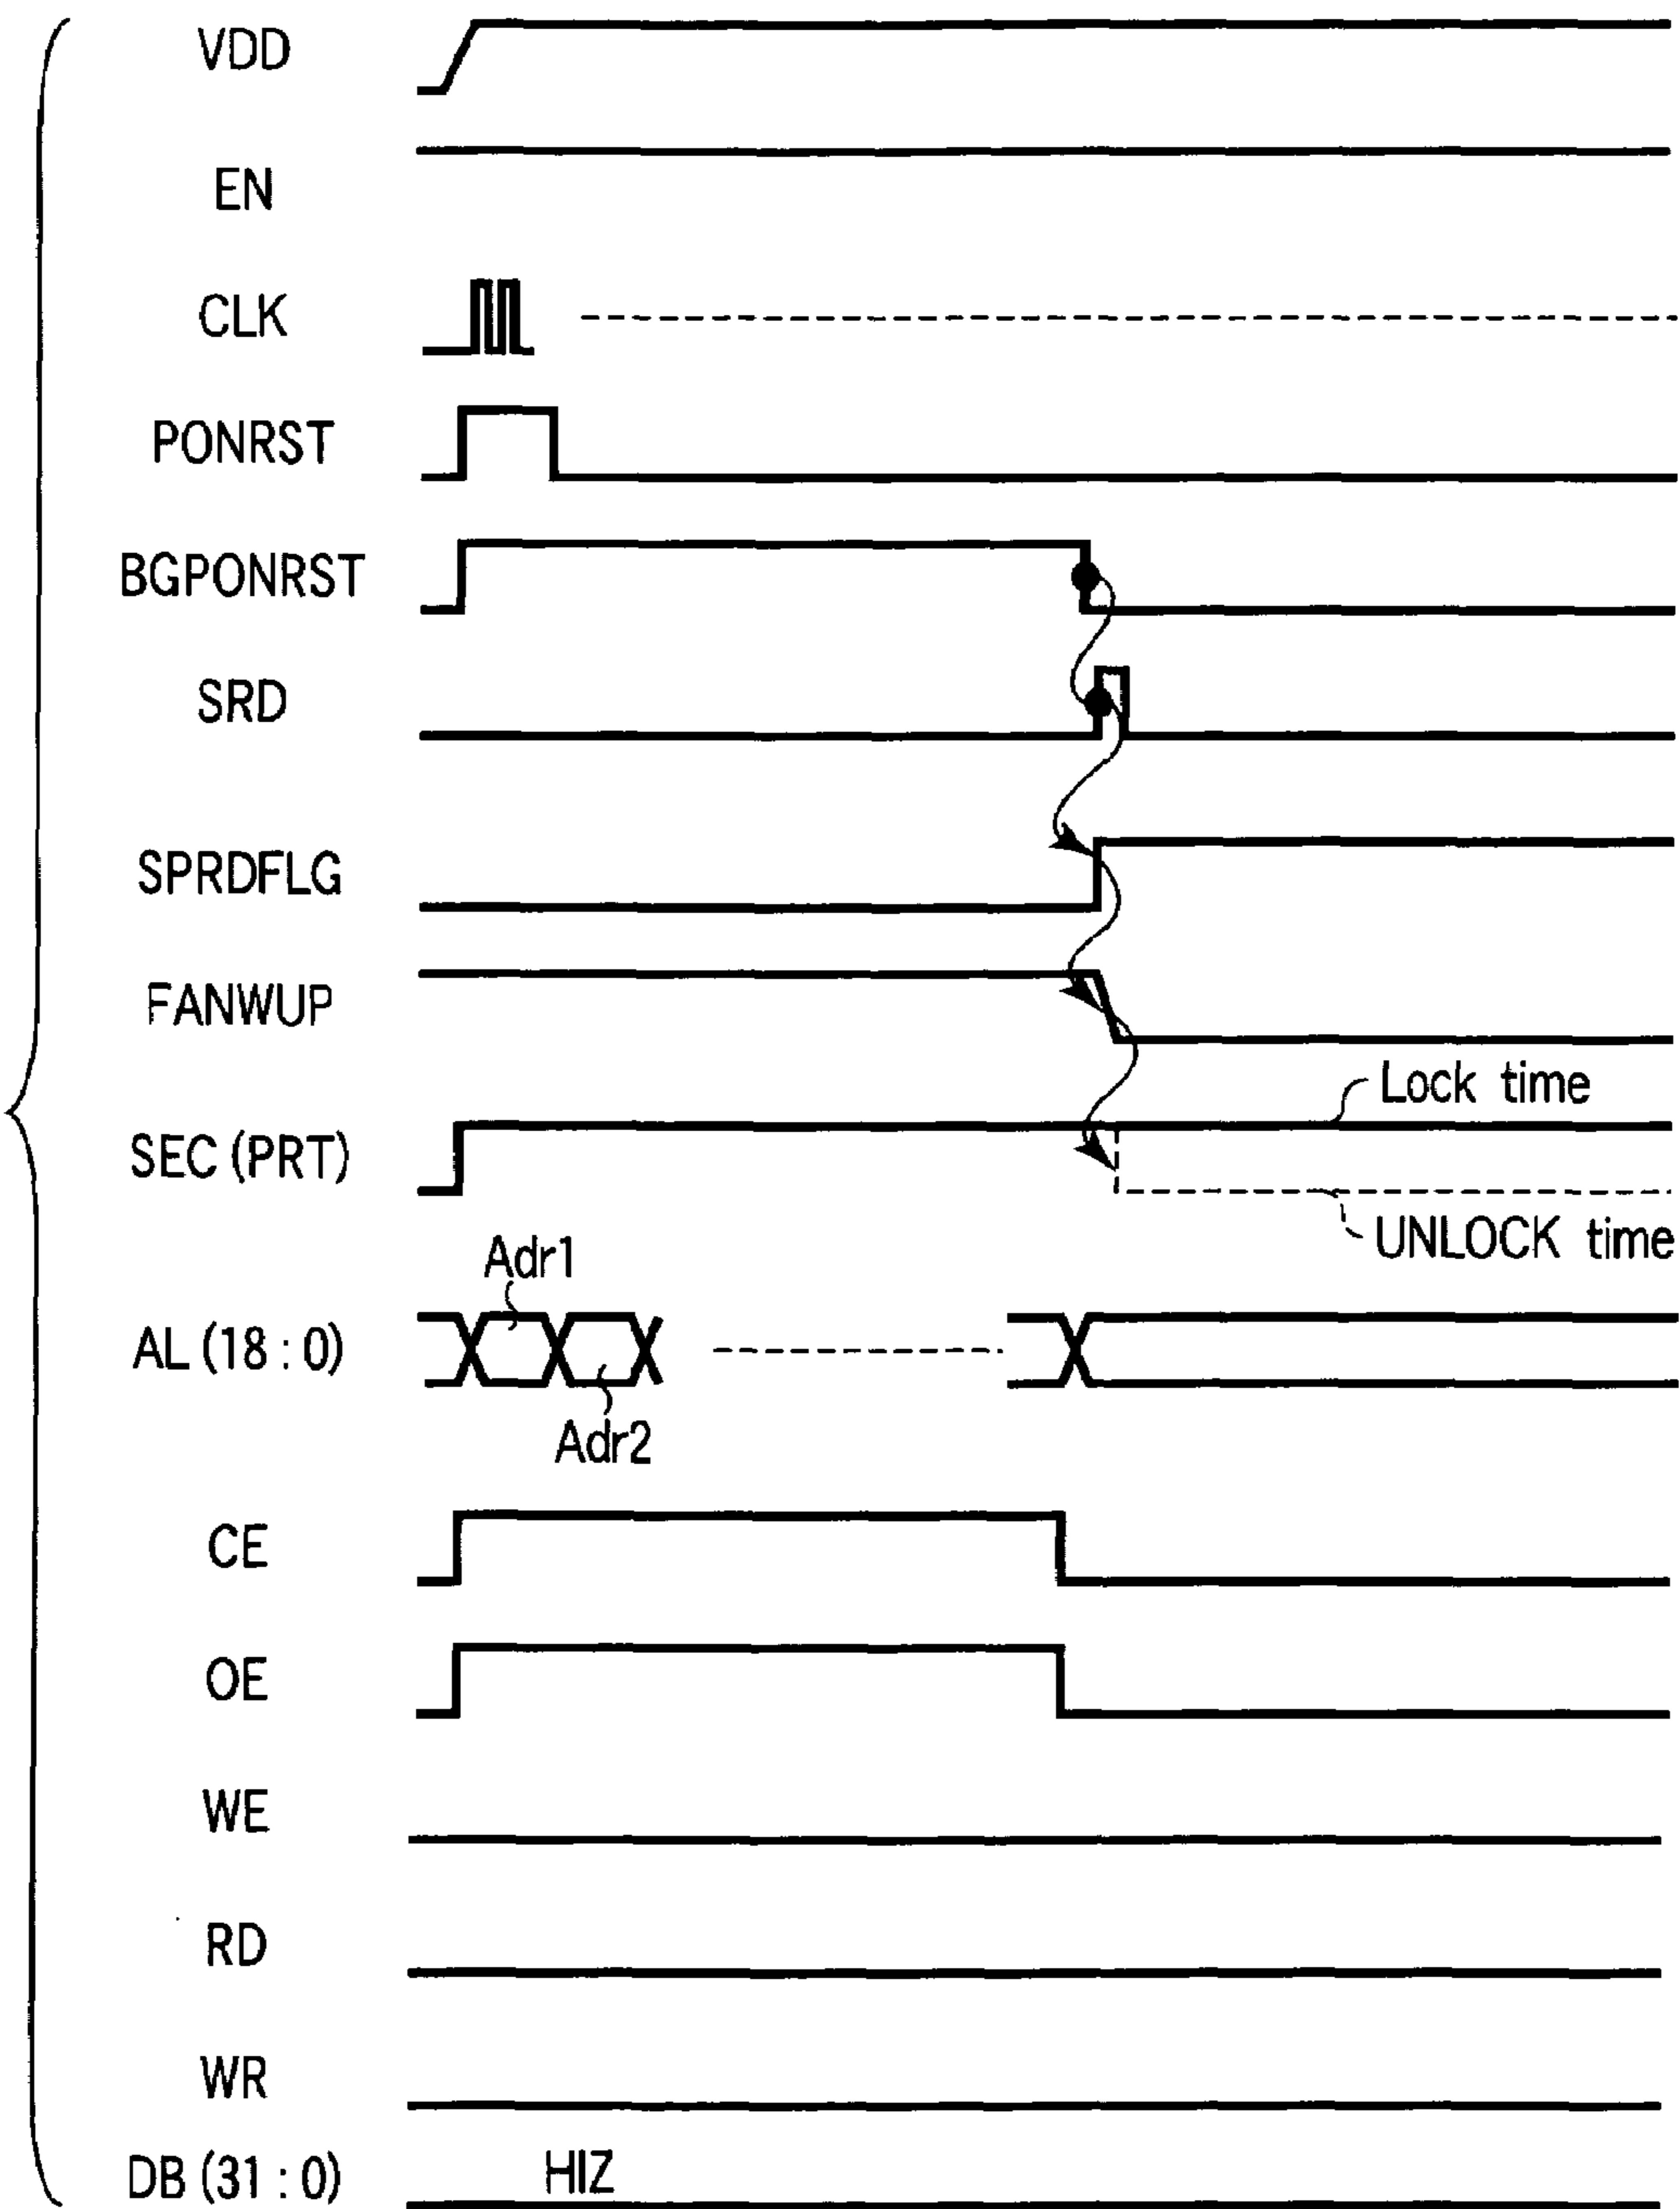 VDD
EN
CLK
PONRST
BGPONRST
SRD
SPRDFLG
FANWUP
Lock time
SEC (PRT)
UNLOCK time
Adr1
AL (18 : 0)
Adr2
CE
OE
WE
RD
WR
DB (31 : 0) HIZ